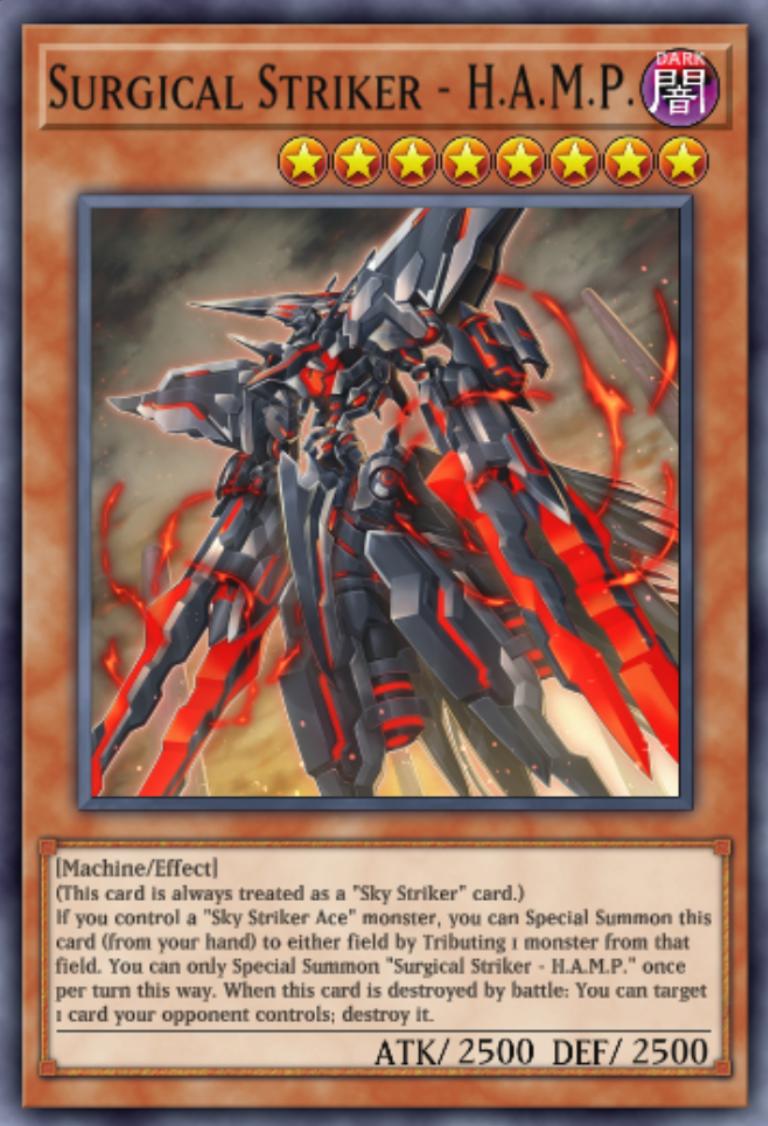 SURGICAL STRIKER - H.A.M.P.
DARK
闇
[Machine/Effect]
(This card is always treated as a "Sky Striker" card.)
If you control a "Sky Striker Ace" monster, you can Special Summon this
card (from your hand) to either field by Tributing 1 monster from that
field. You can only Special Summon "Surgical Striker - H.A.M.P." once
per turn this way. When this card is destroyed by battle: You can target
1 card your opponent controls; destroy it.
ATK/ 2500 DEF/ 2500